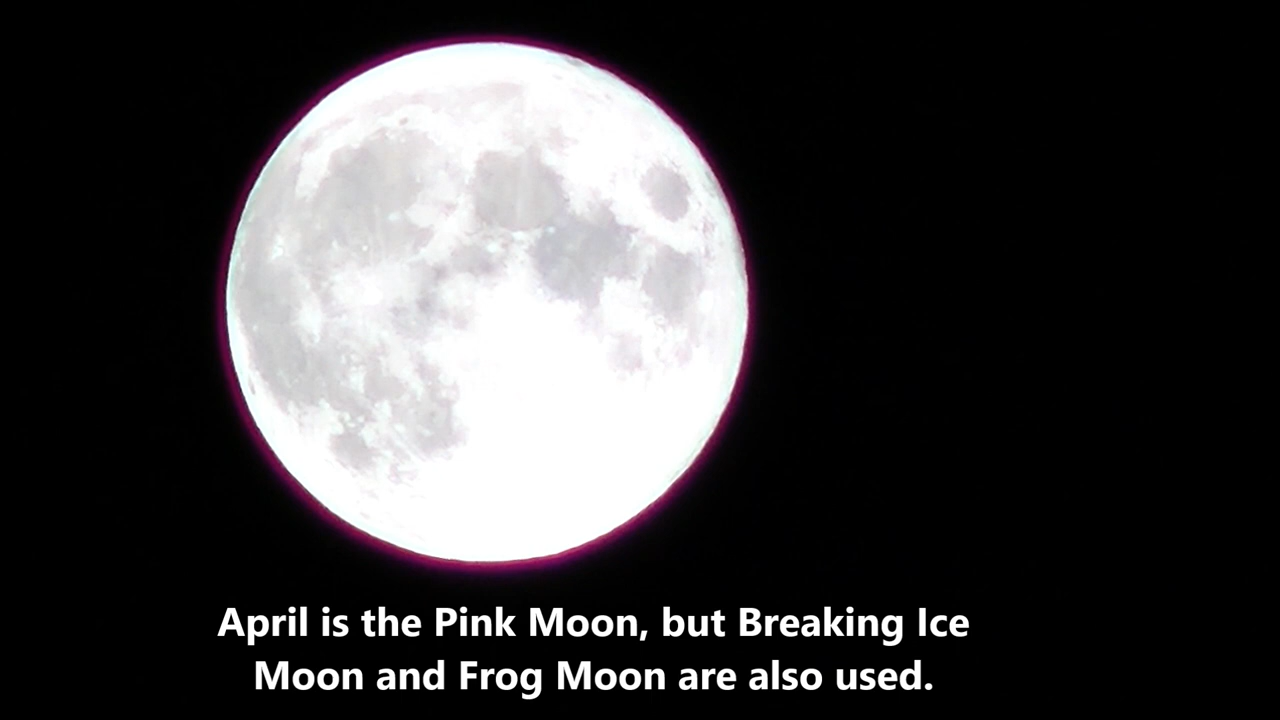 April is the Pink Moon, but Breaking Ice
Moon and Frog Moon are also used.